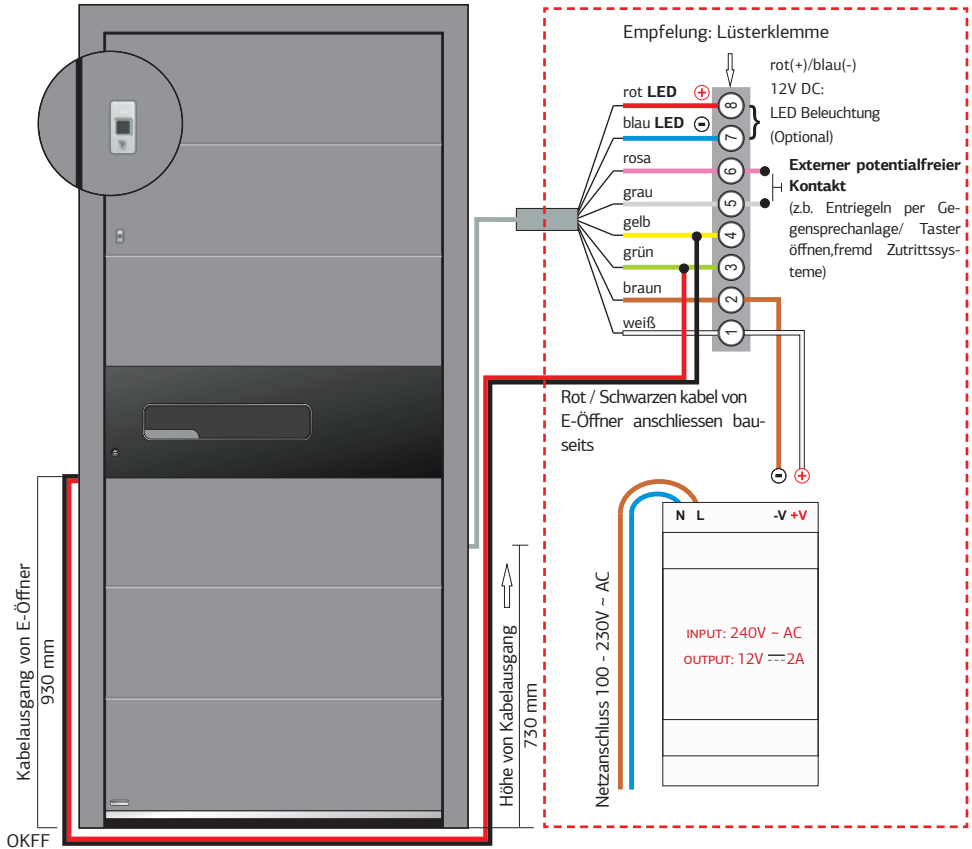 Empfelung: Lüsterklemme
rot(+)/blau(-)
12V DC:
LED Beleuchtung
(Optional)
rot LED +
blau LED -
rosa
grau
gelb
grün
braun
weiß
8
7
6
5
4
3
2
1
Externer potentialfreier
Kontakt
(z.b. Entriegeln per Ge-
gensprechanlage/ Taster
öffnen,fremd Zutrittssys-
teme)
Rot / Schwarzen kabel von
E-Öffner anschliessen bau-
seits
- +
N L -V +V
INPUT: 240V ~ AC
OUTPUT: 12V ⎓2A
Netzanschluss 100 - 230V ~ AC
Höhe von Kabelausgang
730 mm
Kabelausgang von E-Öffner
930 mm
OKFF